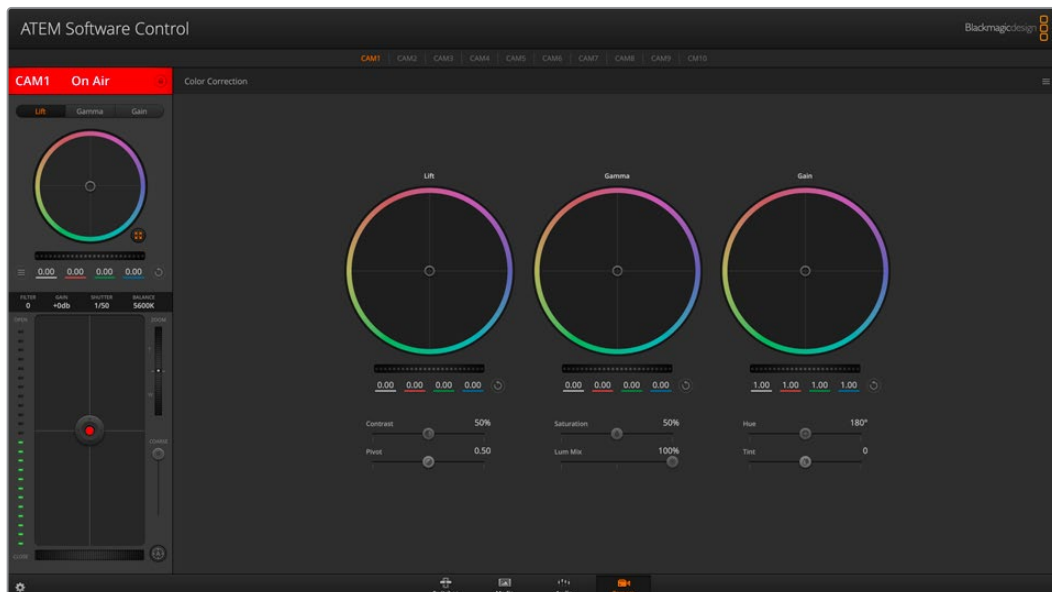 ATEM Software Control
Blackmagicdesign
CAM1 CAM2 CAM3 CAM4 CAM5 CAM6 CAM7 CAM8 CAM9 CM10
CAM1 On Air
Color Correction
Lift Gamma Gain
0.00 0.00 0.00 0.00
FILTER GAIN SHUTTER BALANCE
0 +0db 1/50 5600K
OPEN ZOOM
COARSE
Lift Gamma Gain
0.00 0.00 0.00 0.00 0.00 0.00 0.00 0.00 1.00 1.00 1.00 1.00
Contrast 50% Saturation 50% Hue 180°
Pivot 0.50 Lum Mix 100% Tint 0